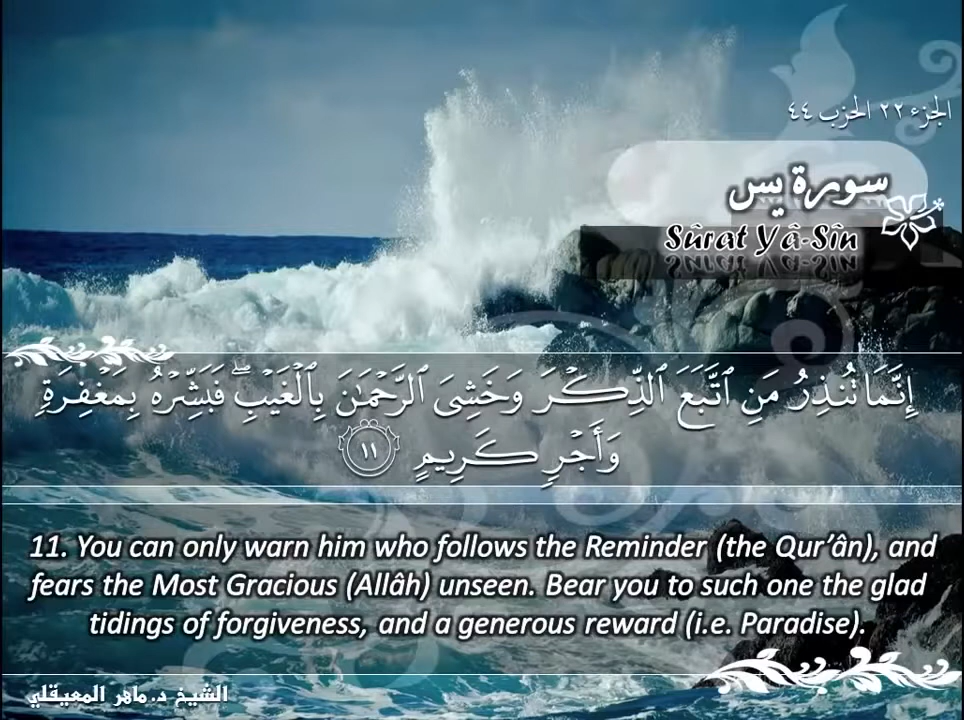 الجزء ٢٢ الحزب ٤٤
سورة يس
Sûrat Yâ-Sîn
إِنَّمَا تُنذِرُ مَنِ ٱتَّبَعَ ٱلذِّكْرَ وَخَشِىَ ٱلرَّحْمَٰنَ بِٱلْغَيْبِ ۖ فَبَشِّرْهُ بِمَغْفِرَةٍ
وَأَجْرٍ كَرِيمٍ ١١
11. You can only warn him who follows the Reminder (the Qur’ân), and
fears the Most Gracious (Allâh) unseen. Bear you to such one the glad
tidings of forgiveness, and a generous reward (i.e. Paradise).
الشيخ د. ماهر المعيقلي